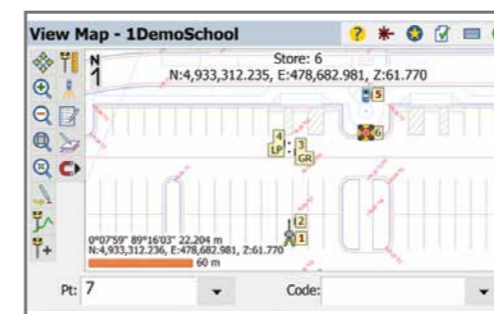 View Map - 1DemoSchool
N
1
Store: 6
N:4,933,312.235, E:478,682.981, Z:61.770
5
6
4
LP
3
GR
2
1
0°07'59" 89°16'03" 22.204 m
N:4,933,312.236, E:478,682.981, Z:61.770
60 m
Pt: 7
Code: